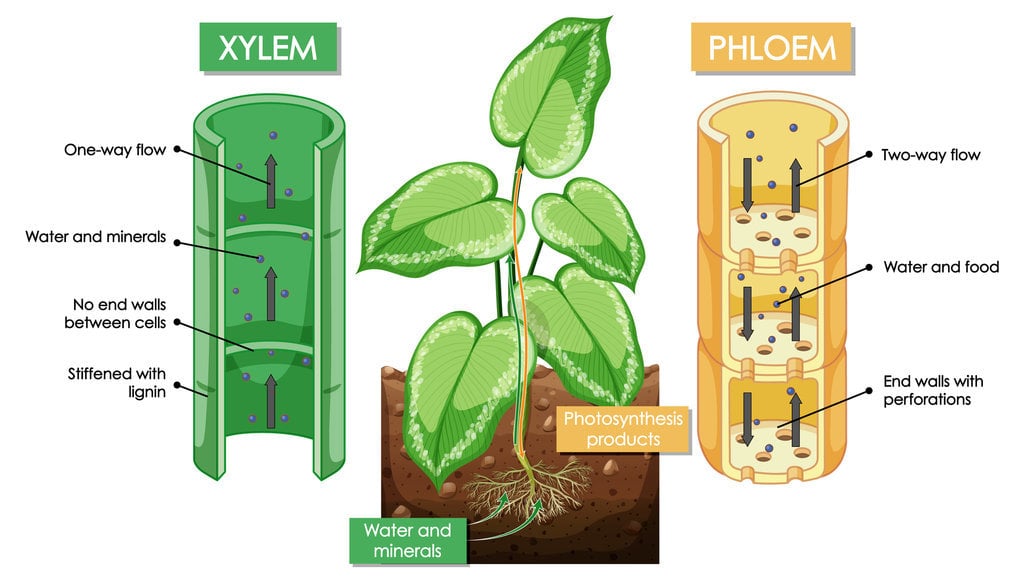 XYLEM
One-way flow
Water and minerals
No end walls
between cells
Stiffened with
lignin
Water and
minerals
Photosynthesis
products
PHLOEM
Two-way flow
Water and food
End walls with
perforations